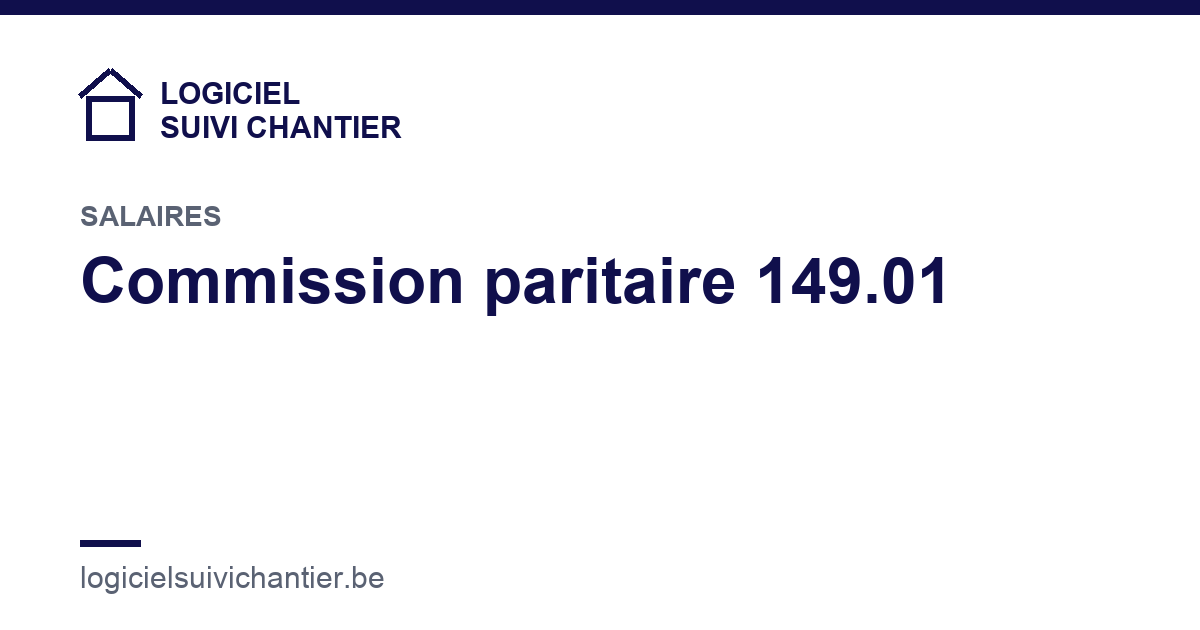 LOGICIEL
SUIVI CHANTIER
SALAIRES
Commission paritaire 149.01
logicielsuivichantier.be